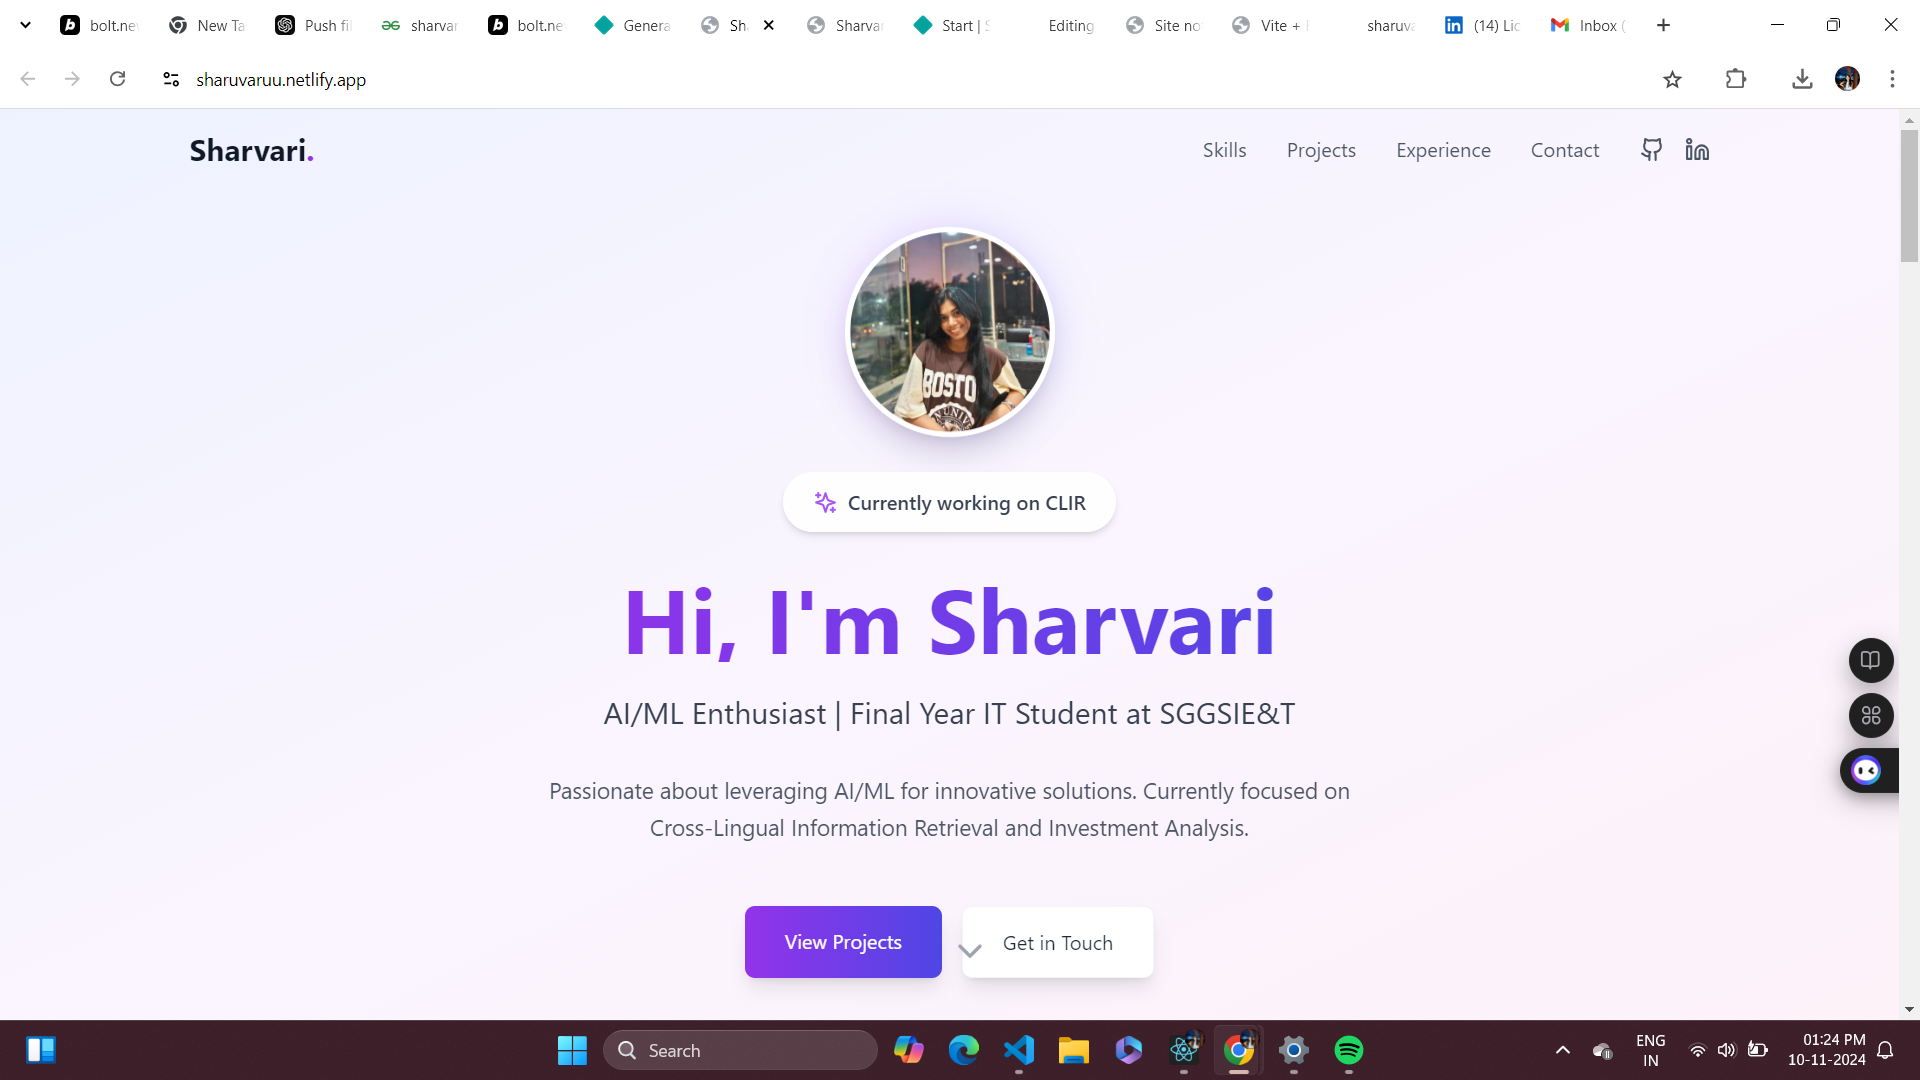 bolt.ne
New Ta
Push fi
sharvar
bolt.ne
Genera
Sh
Sharvar
Start | S
Editing
Site no
Vite +
sharuva
(14) Lic
Inbox (
sharuvaruu.netlify.app
Sharvari.
Skills
Projects
Experience
Contact
BOSTO
N UNIVE
Currently working on CLIR
Hi, I'm Sharvari
AI/ML Enthusiast | Final Year IT Student at SGGSIE&T
Passionate about leveraging AI/ML for innovative solutions. Currently focused on
Cross-Lingual Information Retrieval and Investment Analysis.
View Projects
Get in Touch
Search
ENG
IN
01:24 PM
10-11-2024